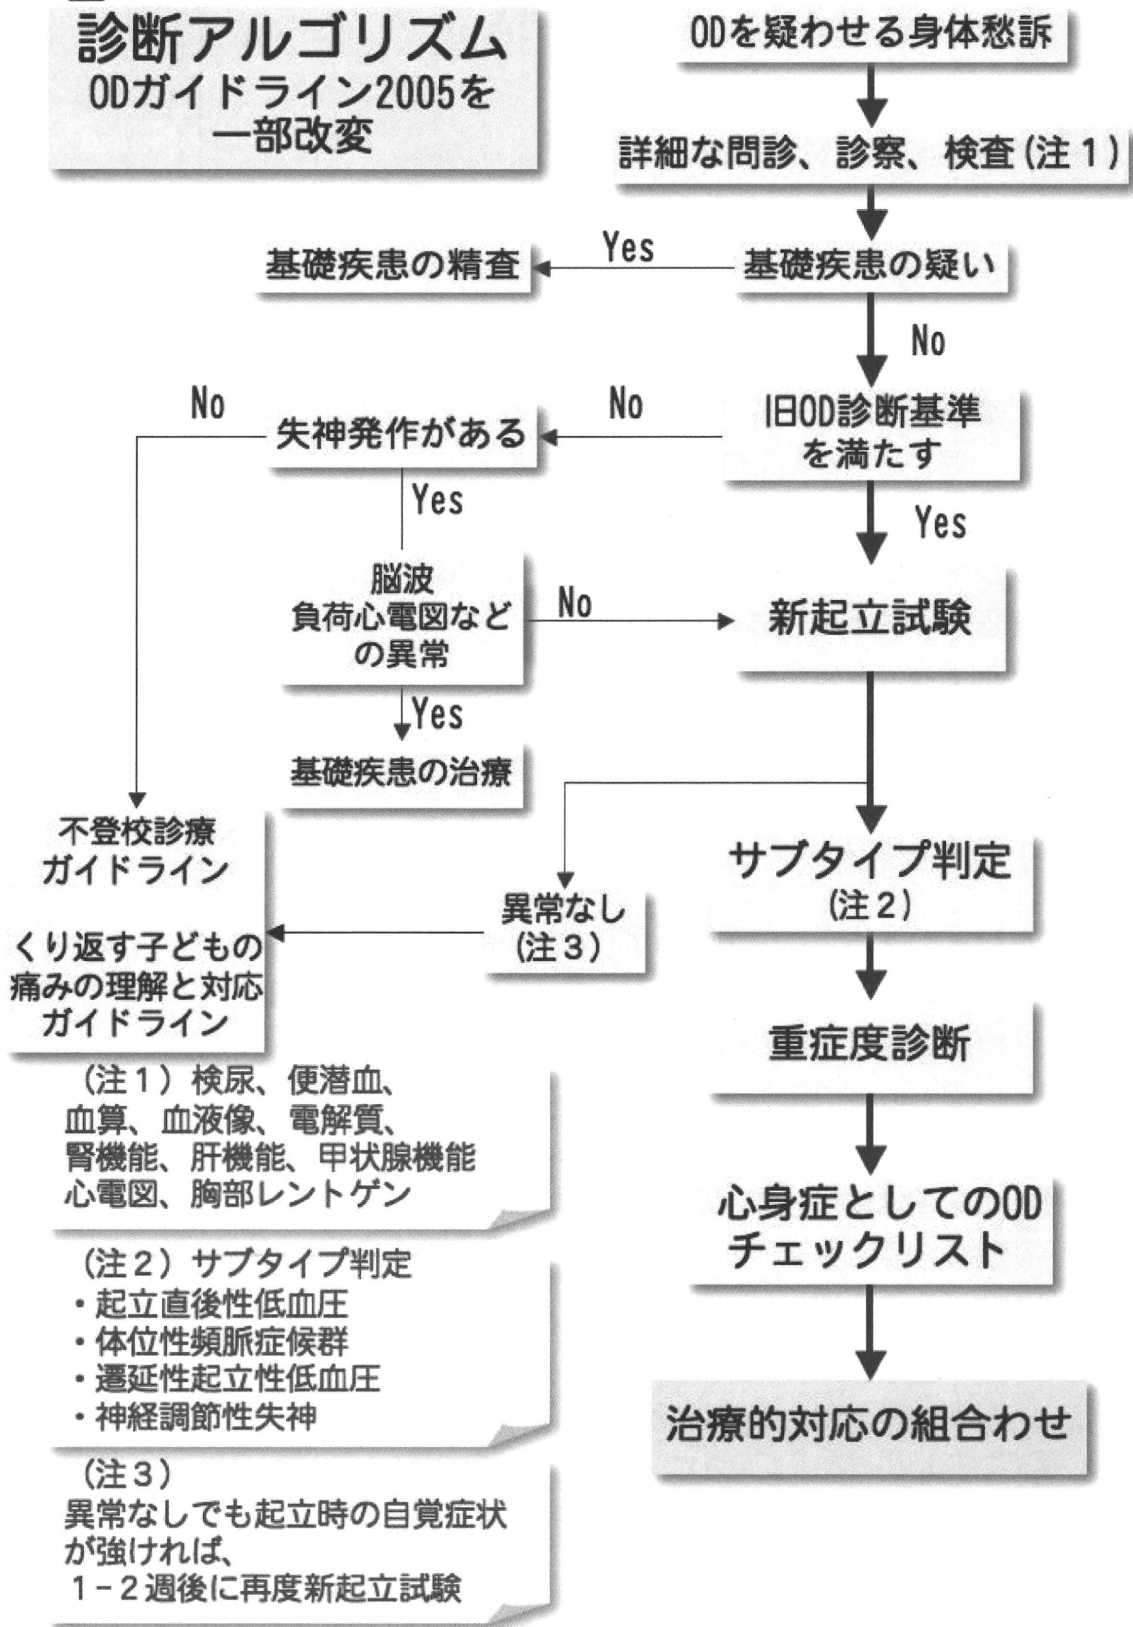 診断アルゴリズム
ODガイドライン2005を
一部改変
ODを疑わせる身体愁訴
詳細な問診、診察、検査(注1)
基礎疾患の疑い
Yes
基礎疾患の精査
No
旧OD診断基準
を満たす
No
失神発作がある
No
Yes
Yes
脳波
負荷心電図など
の異常
No
新起立試験
Yes
基礎疾患の治療
不登校診療
ガイドライン
くり返す子どもの
痛みの理解と対応
ガイドライン
異常なし
(注3)
サブタイプ判定
(注2)
重症度診断
心身症としてのOD
チェックリスト
治療的対応の組合わせ
(注1)検尿、便潜血、
血算、血液像、電解質、
腎機能、肝機能、甲状腺機能
心電図、胸部レントゲン
(注2)サブタイプ判定
・起立直後性低血圧
・体位性頻脈症候群
・遷延性起立性低血圧
・神経調節性失神
(注3)
異常なしでも起立時の自覚症状
が強ければ、
1-2週後に再度新起立試験